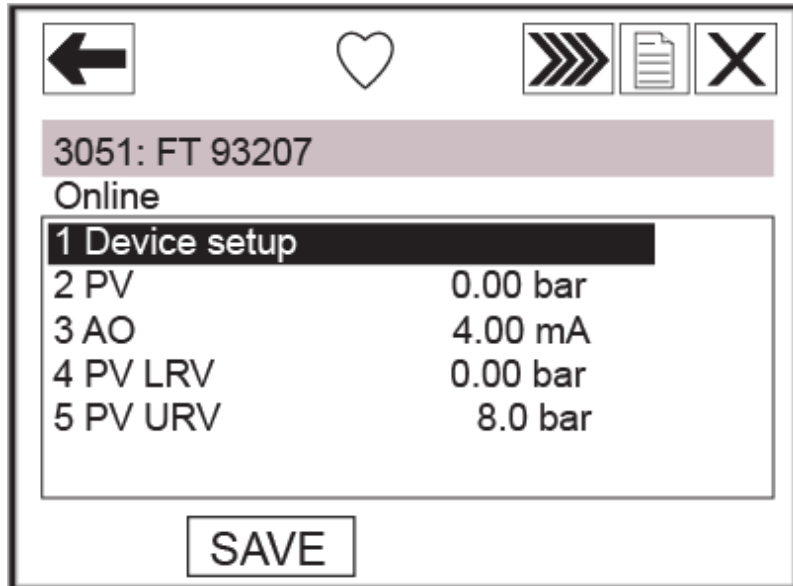 3051: FT 93207
Online
1 Device setup
2 PV 0.00 bar
3 AO 4.00 mA
4 PV LRV 0.00 bar
5 PV URV 8.0 bar
SAVE